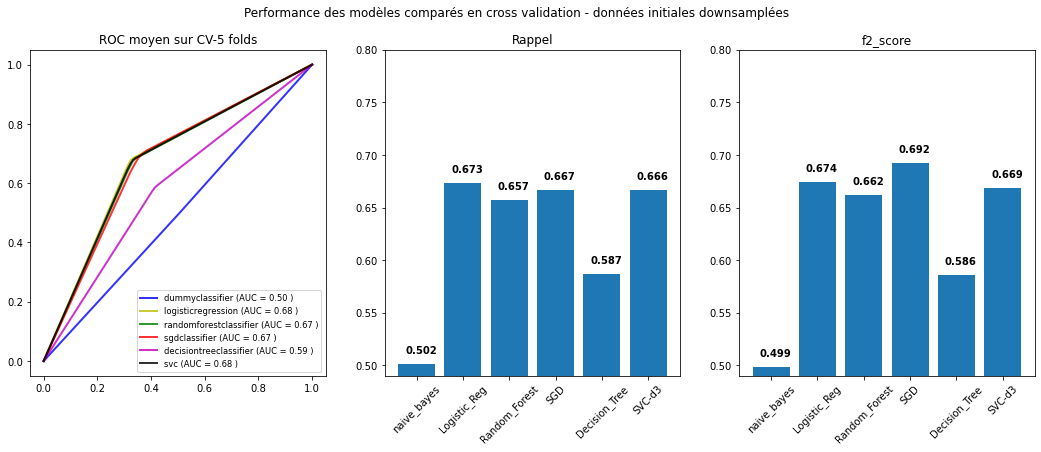 Performance des modèles comparés en cross validation - données initiales downsamplées
ROC moyen sur CV-5 folds
1.0
0.8
0.6
0.4
0.2
0.0
0.0 0.2 0.4 0.6 0.8 1.0
dummyclassifier (AUC = 0.50 )
logisticregression (AUC = 0.68 )
randomforestclassifier (AUC = 0.67 )
sgdclassifier (AUC = 0.67 )
decisiontreeclassifier (AUC = 0.59 )
svc (AUC = 0.68 )
Rappel
0.80
0.75
0.70
0.65
0.60
0.55
0.50
0.502
0.673
0.657
0.667
0.587
0.666
naive_bayes
Logistic_Reg
Random_Forest
SGD
Decision_Tree
SVC-d3
f2_score
0.80
0.75
0.70
0.65
0.60
0.55
0.50
0.499
0.674
0.662
0.692
0.586
0.669
naive_bayes
Logistic_Reg
Random_Forest
SGD
Decision_Tree
SVC-d3